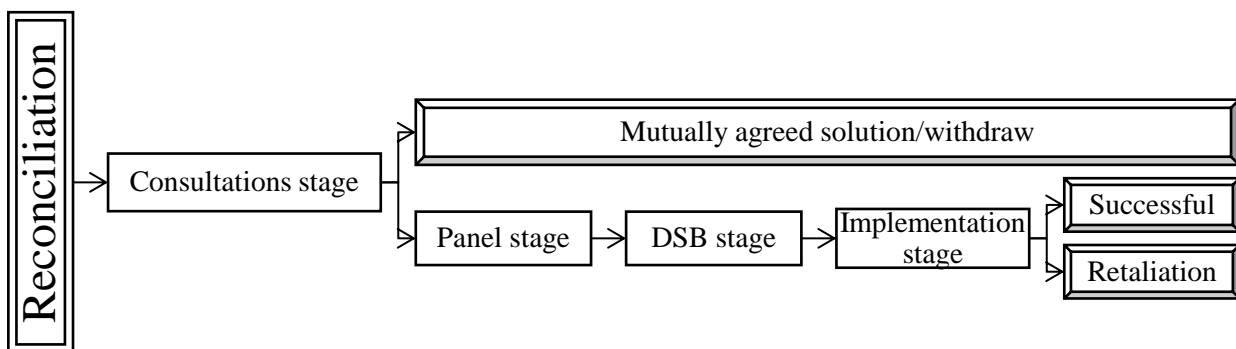 Reconciliation
Consultations stage
Mutually agreed solution/withdraw
Panel stage
DSB stage
Implementation
stage
Successful
Retaliation